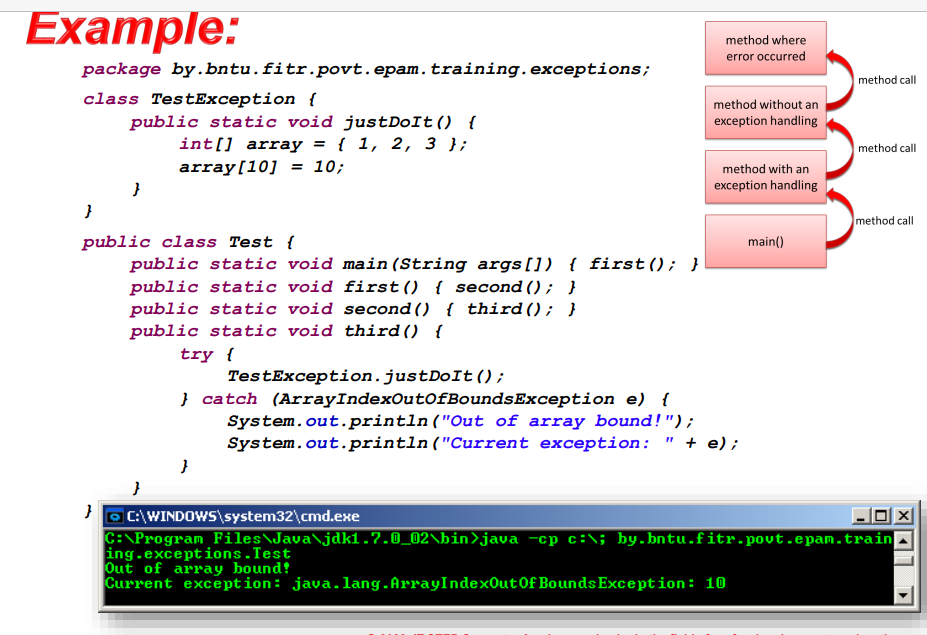 Example:
package by.bntu.fitr.povt.epam.training.exceptions;
class TestException {
public static void justDoIt() {
int[] array = { 1, 2, 3 };
array[10] = 10;
}
}
public class Test {
public static void main(String args[]) { first(); }
public static void first() { second(); }
public static void second() { third(); }
public static void third() {
try {
TestException.justDoIt();
} catch (ArrayIndexOutOfBoundsException e) {
System.out.println("Out of array bound!");
System.out.println("Current exception: " + e);
}
}
}
method where
error occurred
method call
method without an
exception handling
method call
method with an
exception handling
method call
main()
C:\WINDOWS\system32\cmd.exe
C:\Program Files\Java\jdk1.7.0_02\bin>java -cp c:\; by.bntu.fitr.povt.epam.train
ing.exceptions.Test
Out of array bound!
Current exception: java.lang.ArrayIndexOutOfBoundsException: 10